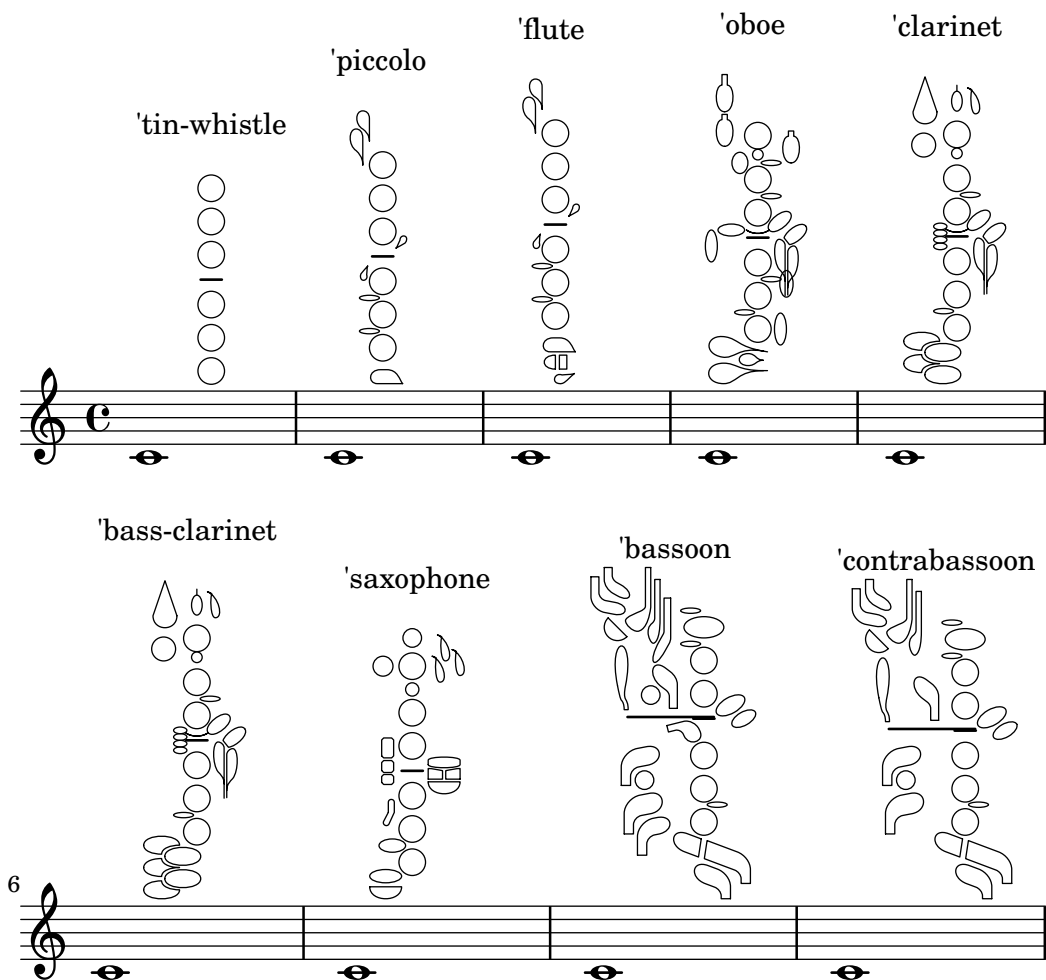 'tin-whistle
'piccolo
'flute
'oboe
'clarinet
6
'bass-clarinet
'saxophone
'bassoon
'contrabassoon